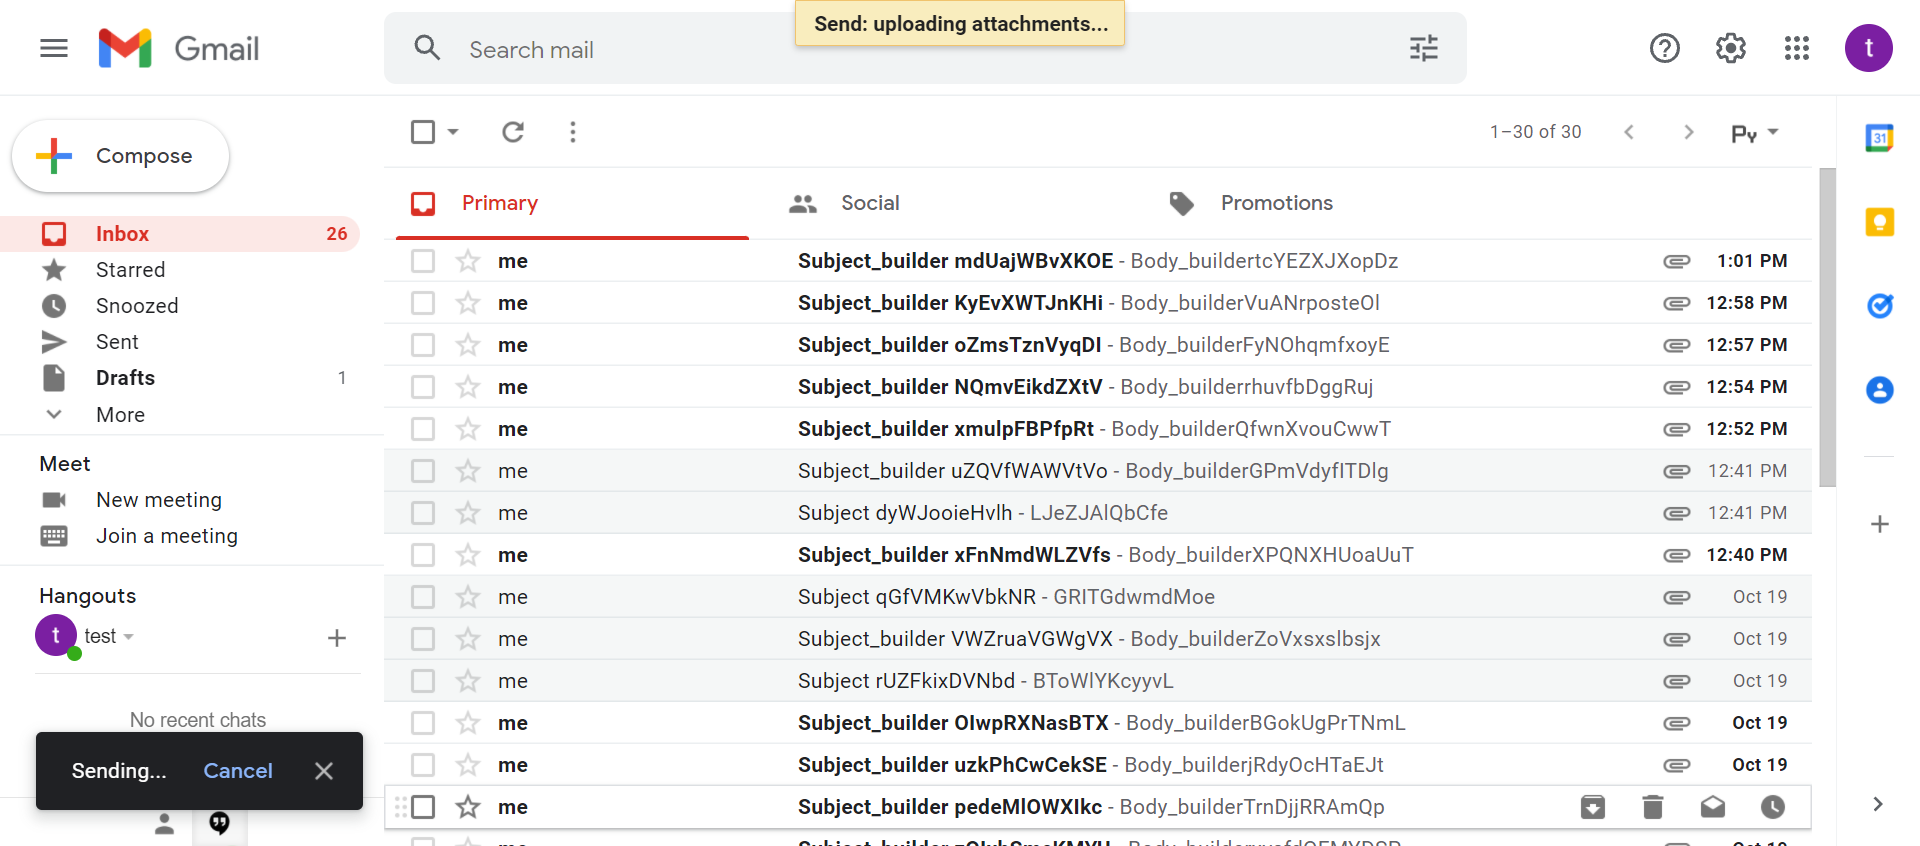 Send: uploading attachments...
Gmail
Search mail
t
Compose
1–30 of 30
Py
31
Primary
Social
Promotions
Inbox 26
Starred
Snoozed
Sent
Drafts 1
More
Meet
New meeting
Join a meeting
Hangouts
t test
No recent chats
Sending... Cancel
me Subject_builder mdUajWBvXKOE - Body_buildertcYEZXJXopDz 1:01 PM
me Subject_builder KyEvXWTJnKHi - Body_builderVuANrposteOl 12:58 PM
me Subject_builder oZmsTznVyqDI - Body_builderFyNOhqmfxoyE 12:57 PM
me Subject_builder NQmvEikdZXtV - Body_builderrhuvfbDggRuj 12:54 PM
me Subject_builder xmulpFBPfpRt - Body_builderQfwnXvouCwwT 12:52 PM
me Subject_builder uZQVfWAWVtVo - Body_builderGPmVdyfITDlg 12:41 PM
me Subject dyWJooieHvlh - LJeZJAlQbCfe 12:41 PM
me Subject_builder xFnNmdWLZVfs - Body_builderXPQNXHUoaUuT 12:40 PM
me Subject qGfVMKwVbkNR - GRITGdwmdMoe Oct 19
me Subject_builder VWZruaVGWgVX - Body_builderZoVxsxslbsjx Oct 19
me Subject rUZFkixDVNbd - BToWlYKcyyvL Oct 19
me Subject_builder OIwpRXNasBTX - Body_builderBGokUgPrTNmL Oct 19
me Subject_builder uzkPhCwCekSE - Body_builderjRdyOcHTaEJt Oct 19
me Subject_builder pedeMlOWXIkc - Body_builderTrnDjjRRAmQp